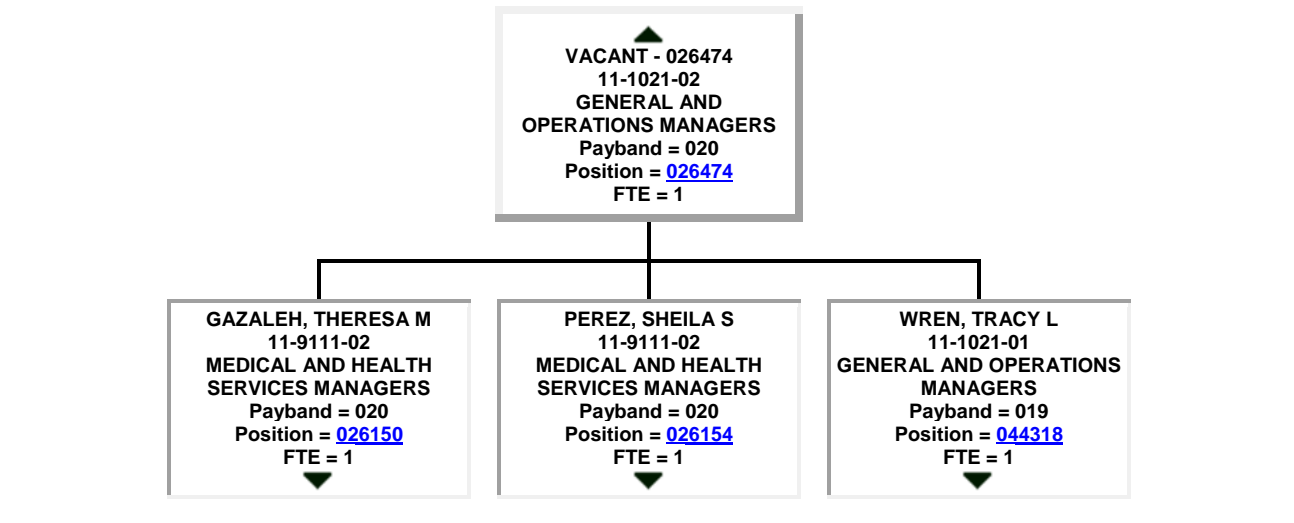 VACANT - 026474
11-1021-02
GENERAL AND
OPERATIONS MANAGERS
Payband = 020
Position = 026474
FTE = 1
GAZALEH, THERESA M
11-9111-02
MEDICAL AND HEALTH
SERVICES MANAGERS
Payband = 020
Position = 026150
FTE = 1
PEREZ, SHEILA S
11-9111-02
MEDICAL AND HEALTH
SERVICES MANAGERS
Payband = 020
Position = 026154
FTE = 1
WREN, TRACY L
11-1021-01
GENERAL AND OPERATIONS
MANAGERS
Payband = 019
Position = 044318
FTE = 1